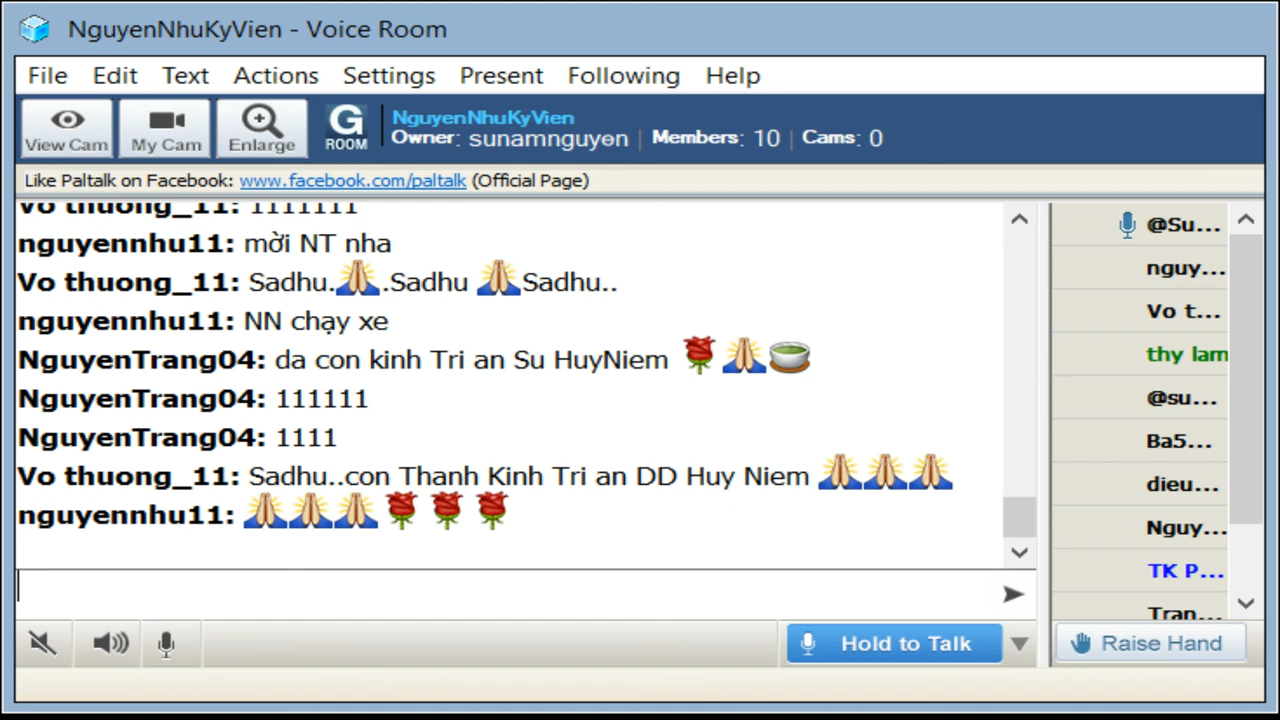 NguyenNhuKyVien - Voice Room
File Edit Text Actions Settings Present Following Help
View Cam My Cam Enlarge G ROOM
NguyenNhuKyVien
Owner: sunamnguyen | Members: 10 | Cams: 0
Like Paltalk on Facebook: www.facebook.com/paltalk (Official Page)
Vo thuong_11: 1111111
nguyennhu11: mời NT nha
Vo thuong_11: Sadhu.🙏.Sadhu 🙏Sadhu..
nguyennhu11: NN chạy xe
NguyenTrang04: da con kinh Tri an Su HuyNiem 🌹🙏🍵
NguyenTrang04: 111111
NguyenTrang04: 1111
Vo thuong_11: Sadhu..con Thanh Kinh Tri an DD Huy Niem 🙏🙏🙏
nguyennhu11: 🙏🙏🙏🌹🌹🌹
@Su...
nguy...
Vo t...
thy lam
@su...
Ba5...
dieu...
Nguy...
TK P...
Tran...
Hold to Talk
Raise Hand